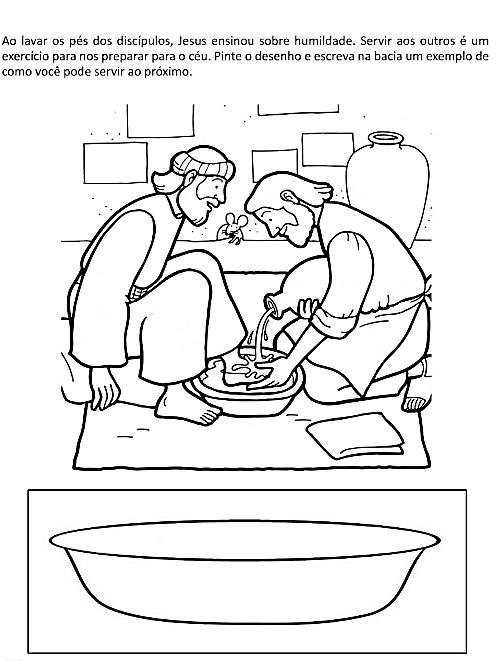 Ao lavar os pés dos discípulos, Jesus ensinou sobre humildade. Servir aos outros é um
exercício para nos preparar para o céu. Pinte o desenho e escreva na bacia um exemplo de
como você pode servir ao próximo.